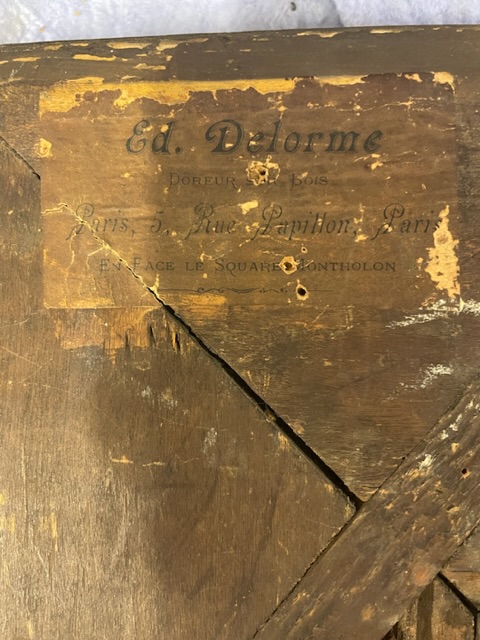 Ed. Delorme
DOREUR SUR BOIS
Paris, 5, Rue Papillon, Paris
EN FACE LE SQUARE MONTHOLON